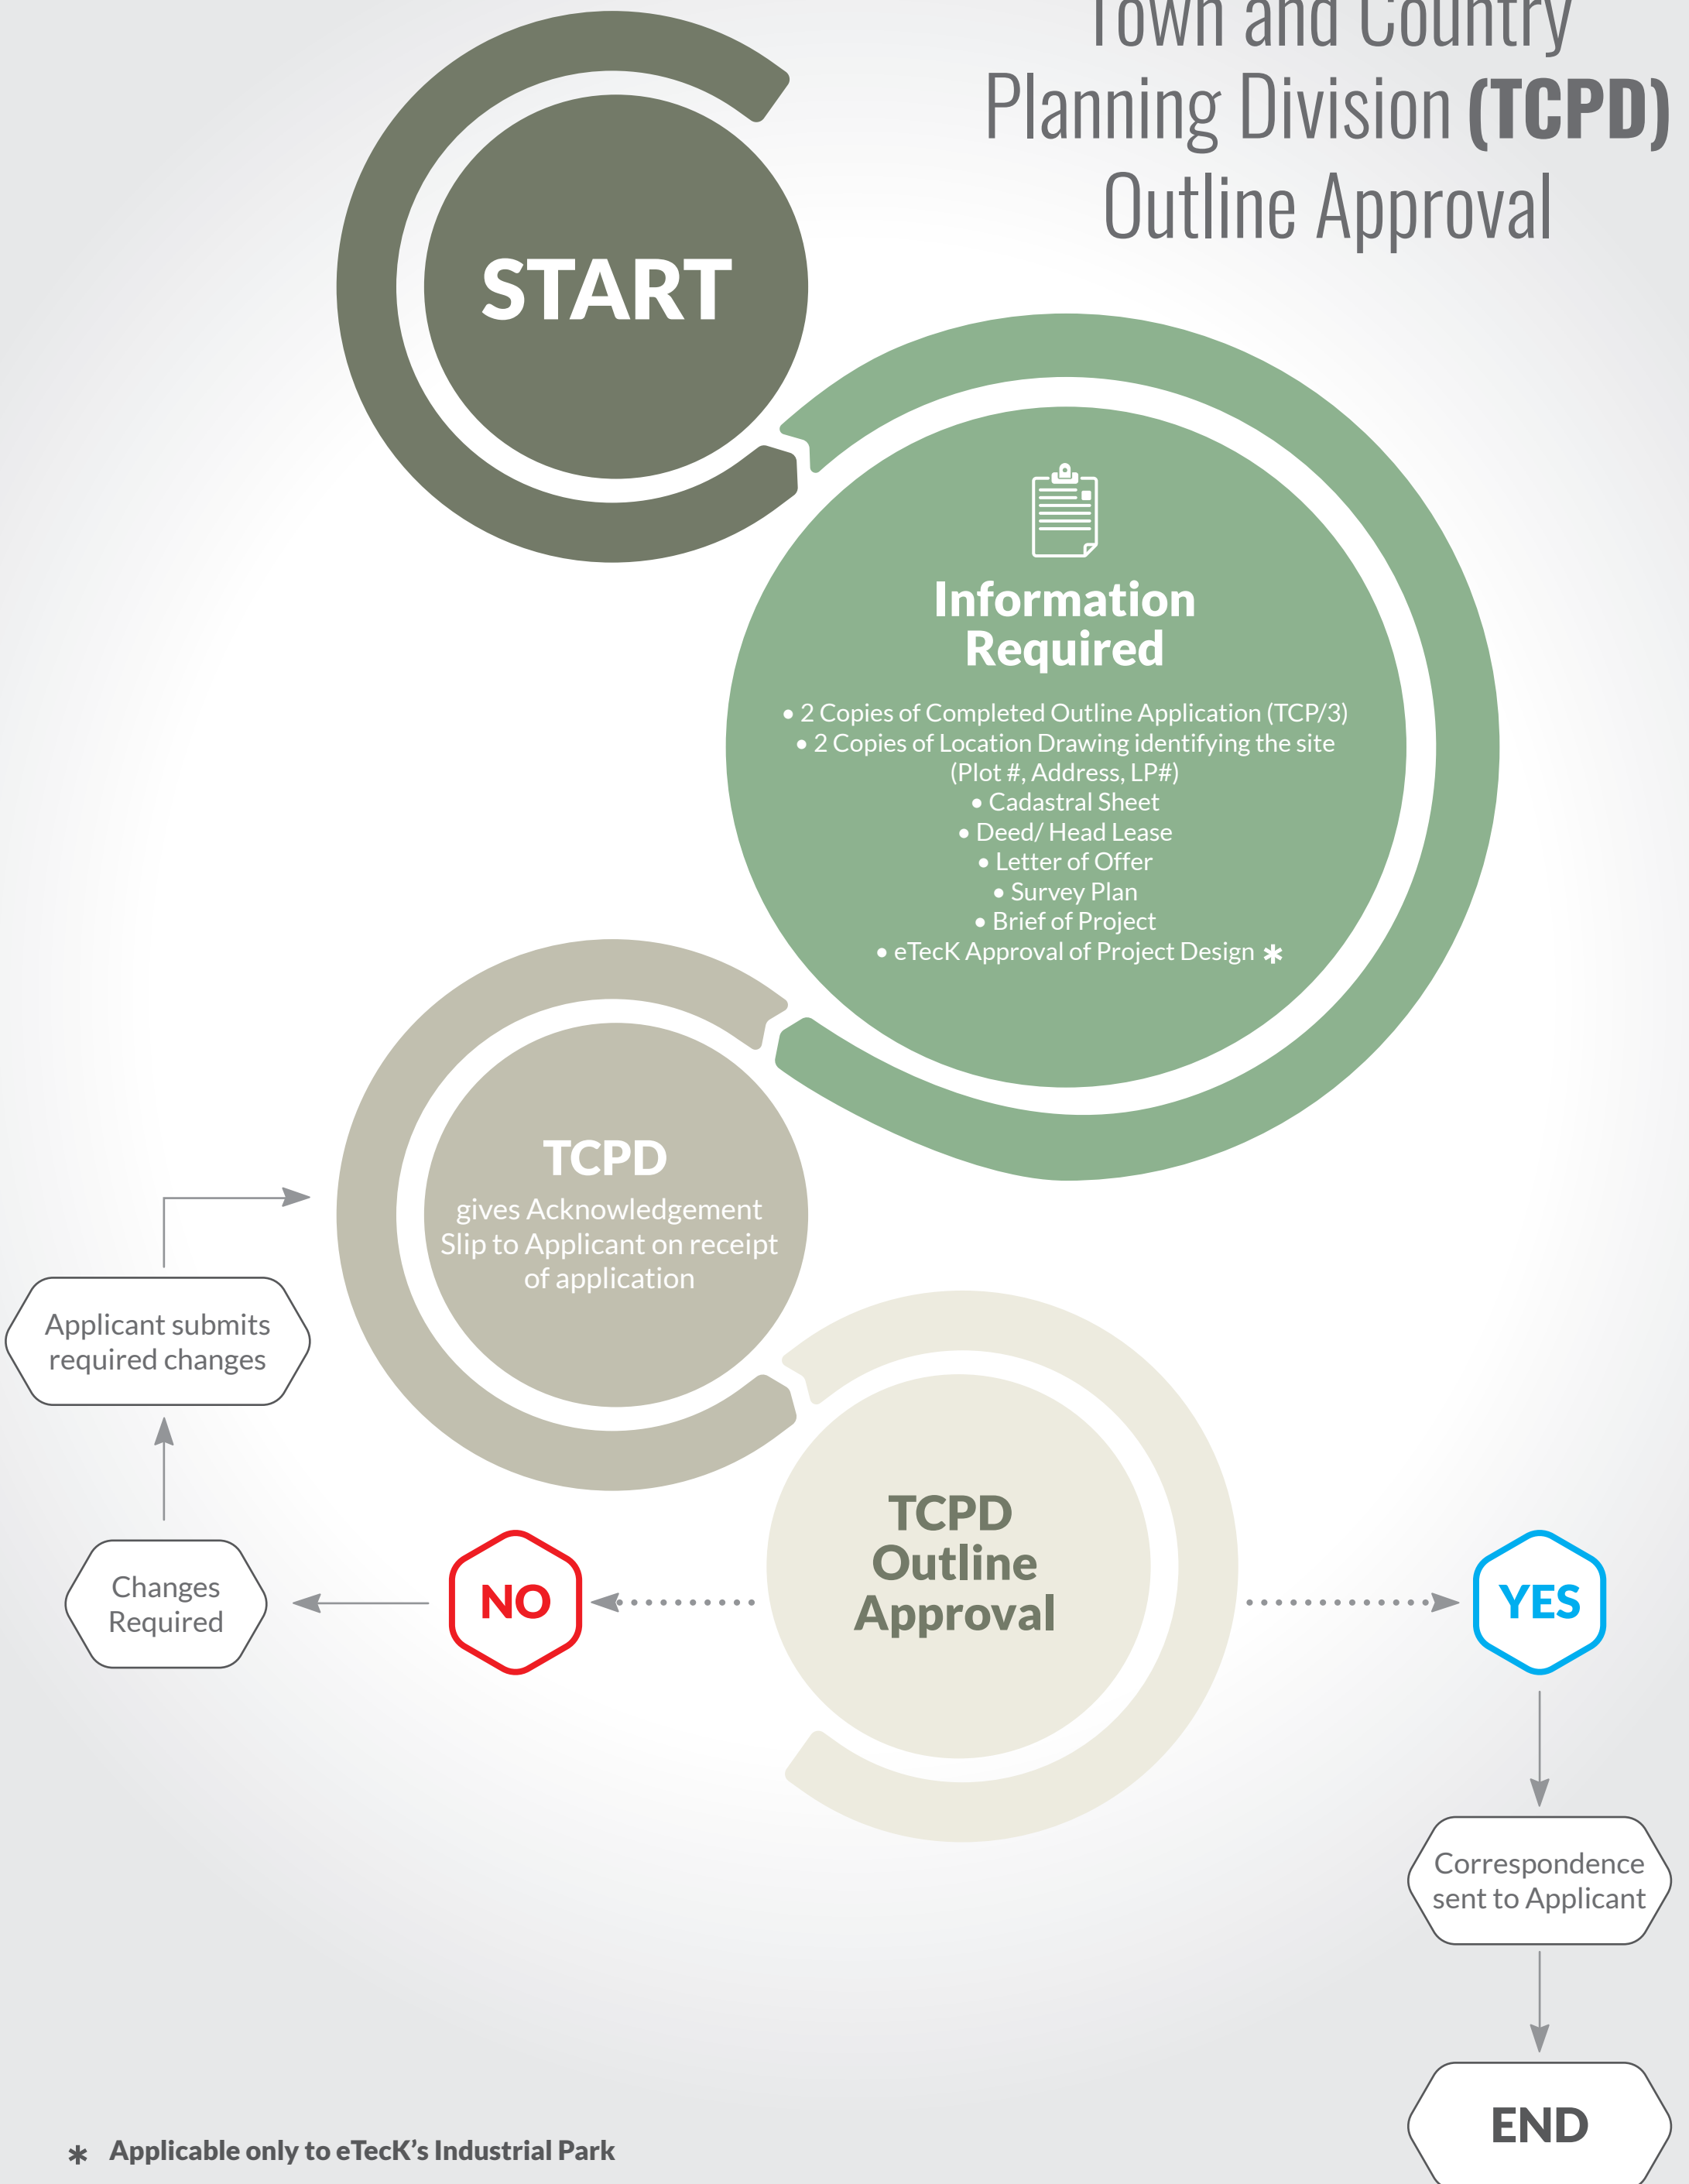 Town and Country
Planning Division (TCPD)
Outline Approval
START
Information
Required
• 2 Copies of Completed Outline Application (TCP/3)
• 2 Copies of Location Drawing identifying the site
(Plot #, Address, LP#)
• Cadastral Sheet
• Deed/ Head Lease
• Letter of Offer
• Survey Plan
• Brief of Project
• eTecK Approval of Project Design *
TCPD
gives Acknowledgement
Slip to Applicant on receipt
of application
Applicant submits
required changes
Changes
Required
NO
TCPD
Outline
Approval
YES
Correspondence
sent to Applicant
END
* Applicable only to eTecK’s Industrial Park